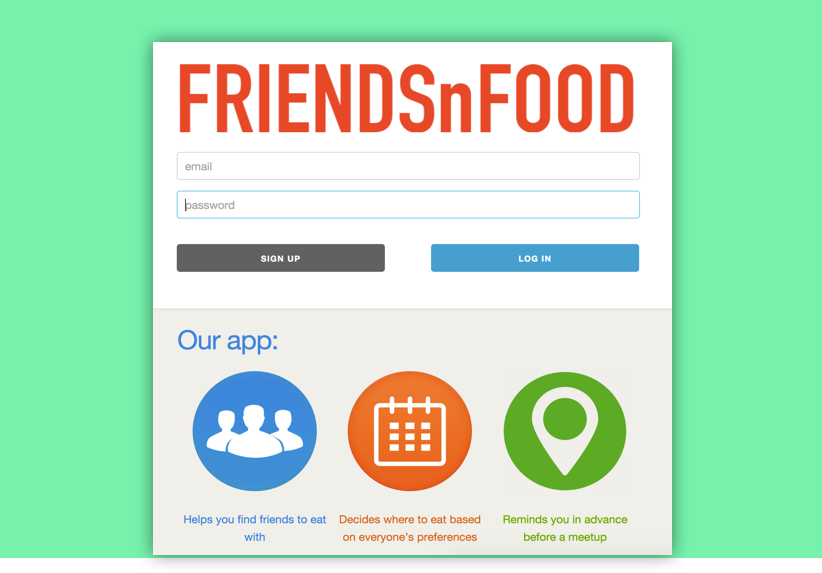 FRIENDSnFOOD
email
password
SIGN UP
LOG IN
Our app:
Helps you find friends to eat
with
Decides where to eat based
on everyone's preferences
Reminds you in advance
before a meetup